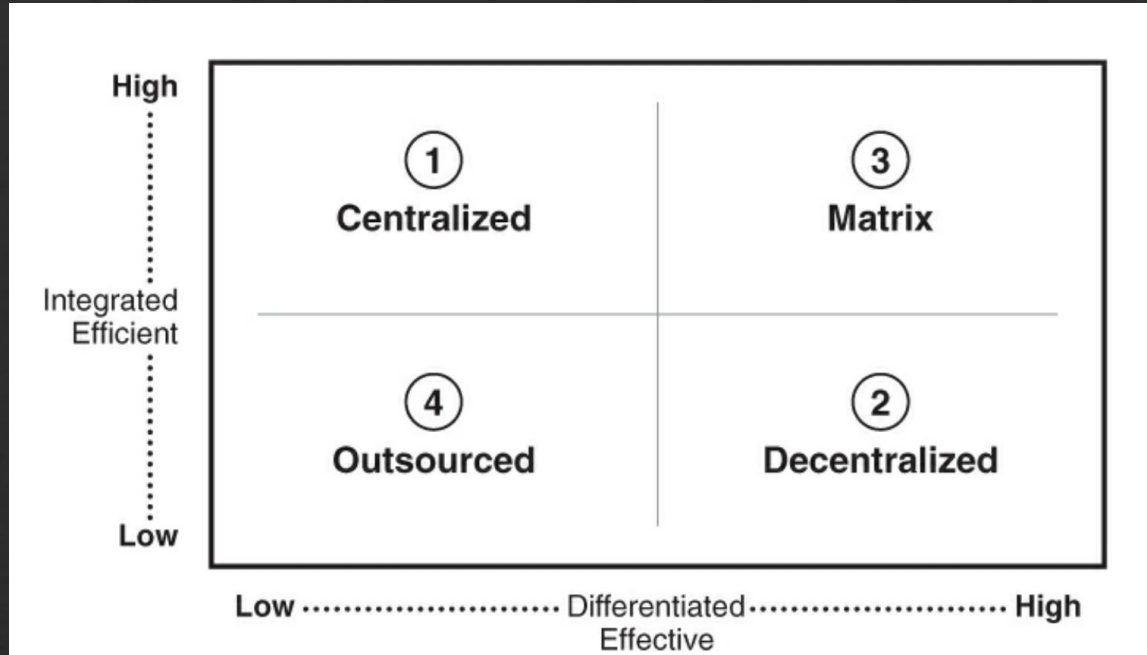 High
1
3
Centralized
Matrix
Integrated
Efficient
4
2
Outsourced
Decentralized
Low
Low Differentiated High
Effective